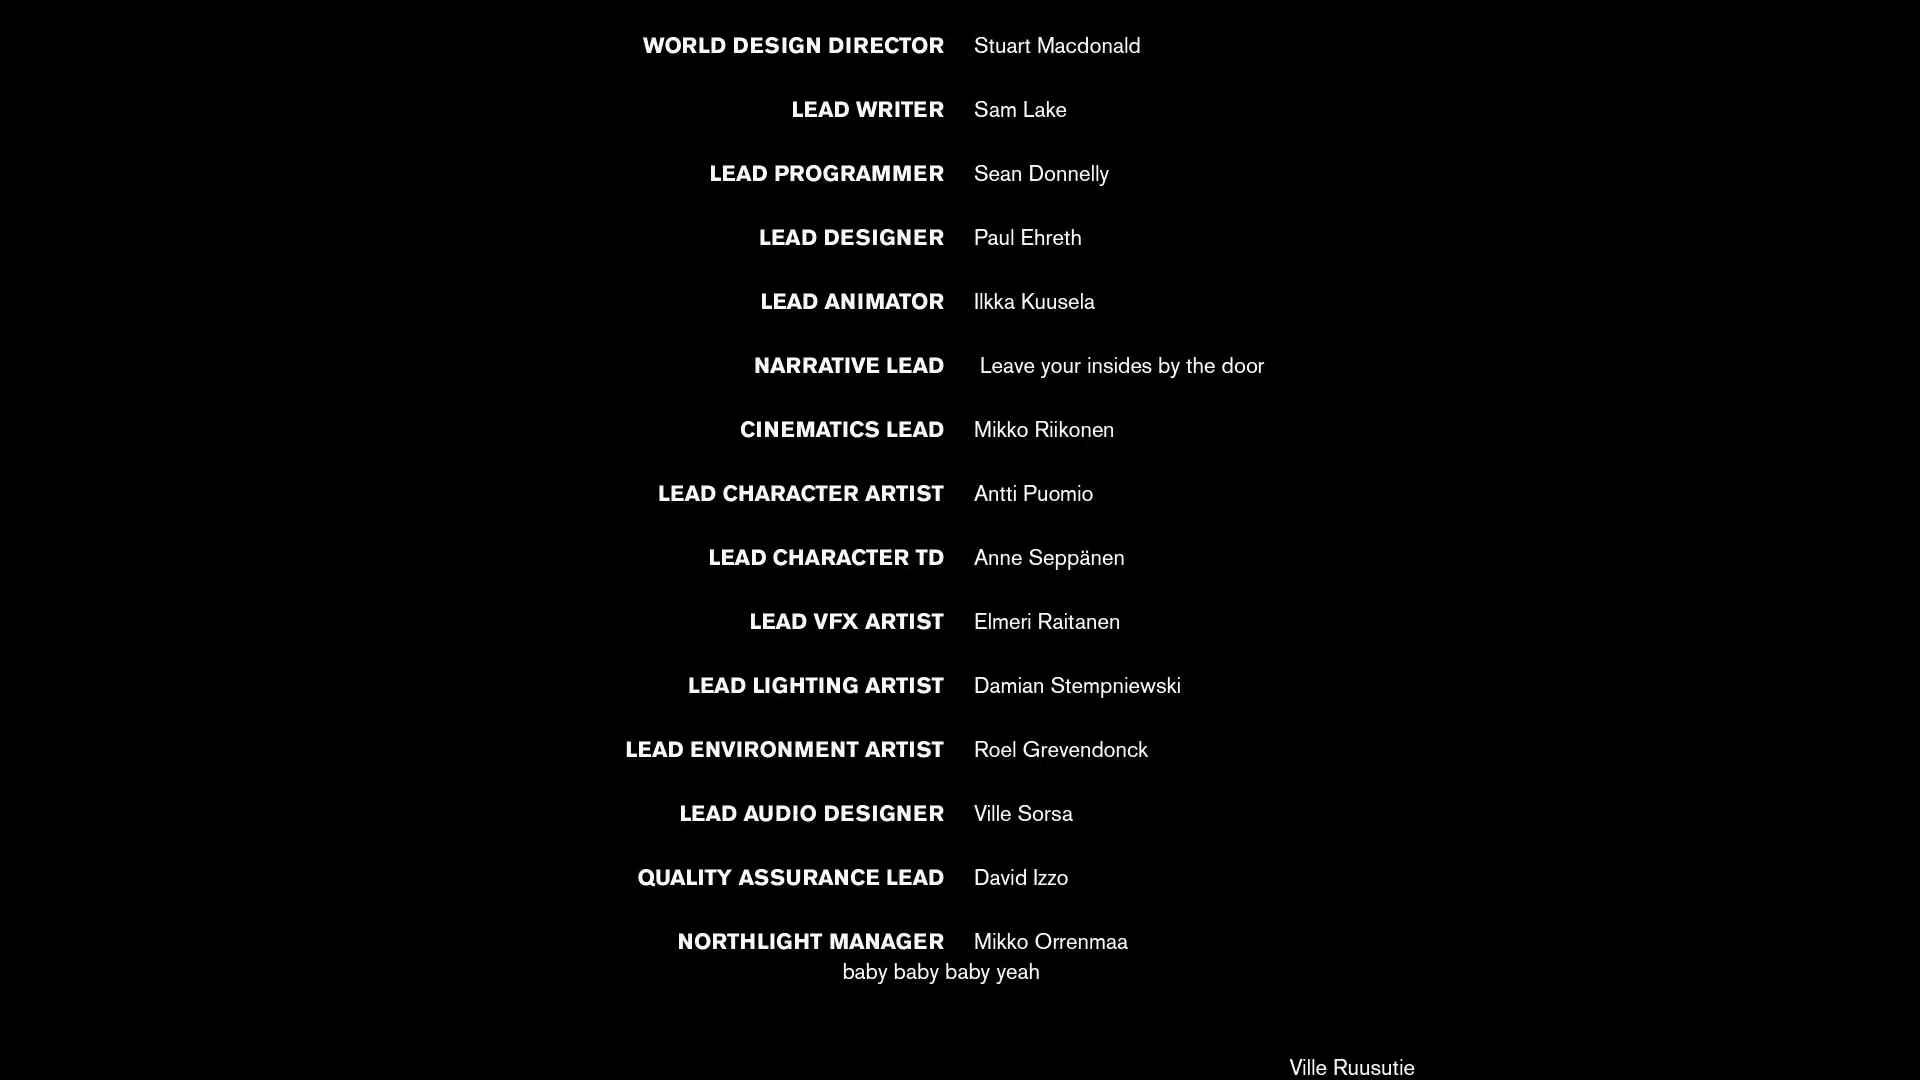 WORLD DESIGN DIRECTOR Stuart Macdonald
LEAD WRITER Sam Lake
LEAD PROGRAMMER Sean Donnelly
LEAD DESIGNER Paul Ehreth
LEAD ANIMATOR Ilkka Kuusela
NARRATIVE LEAD Leave your insides by the door
CINEMATICS LEAD Mikko Riikonen
LEAD CHARACTER ARTIST Antti Puomio
LEAD CHARACTER TD Anne Seppänen
LEAD VFX ARTIST Elmeri Raitanen
LEAD LIGHTING ARTIST Damian Stempniewski
LEAD ENVIRONMENT ARTIST Roel Grevendonck
LEAD AUDIO DESIGNER Ville Sorsa
QUALITY ASSURANCE LEAD David Izzo
NORTHLIGHT MANAGER Mikko Orrenmaa
baby baby baby yeah
Ville Ruusutie